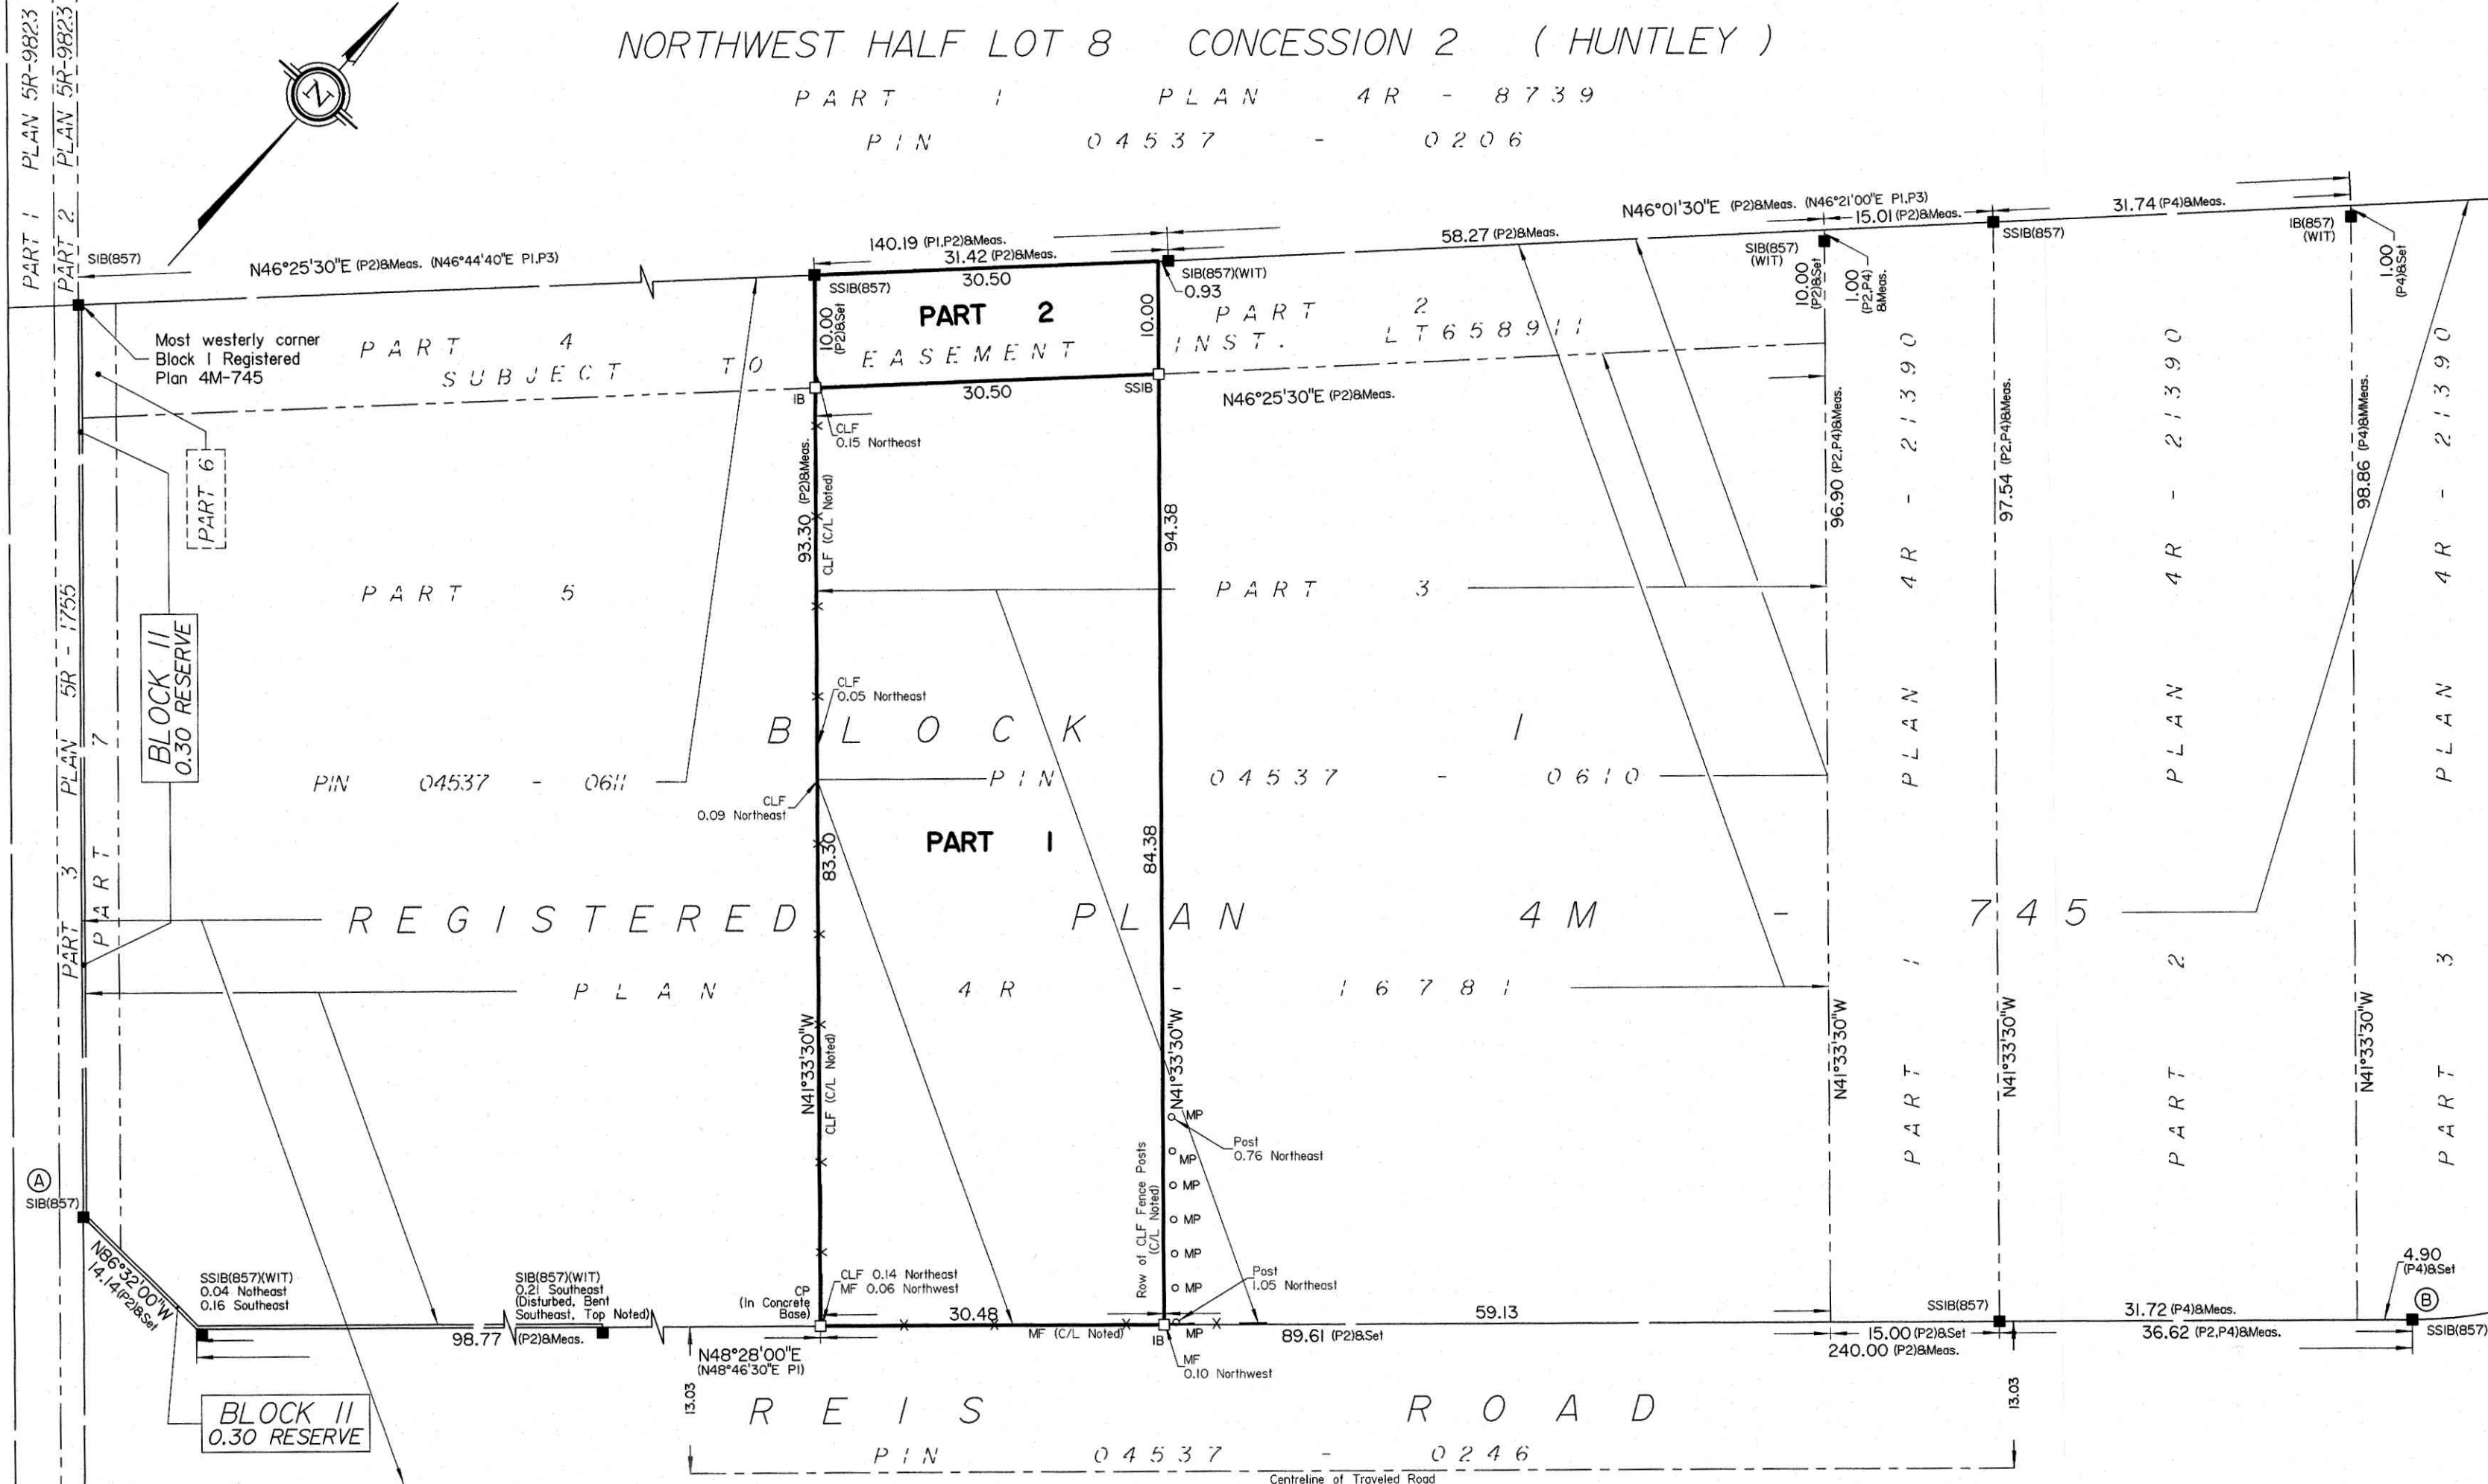 NORTHWEST HALF LOT 8 CONCESSION 2 ( HUNTLEY )
PART 1 PLAN 4R - 8739
PIN 04537 - 0206
PART 1 PLAN 5R-9823
PART 2 PLAN 5R-9823
N
SIB(857)
N46°25'30"E (P2)&Meas. (N46°44'40"E P1,P3)
140.19 (P1,P2)&Meas.
31.42 (P2)&Meas.
30.50
SSIB(857)
SIB(857)(WIT)
0.93
58.27 (P2)&Meas.
N46°01'30"E (P2)&Meas. (N46°21'00"E P1,P3)
15.01 (P2)&Meas.
SIB(857)
(WIT)
10.00
(P2)&Set
1.00
(P2,P4)
&Meas.
SSIB(857)
31.74 (P4)&Meas.
IB(857)
(WIT)
1.00
(P4)&Set
Most westerly corner
Block 1 Registered
Plan 4M-745
PART 4
PART 2
10.00
(P2)&Set
10.00
PART 2
SUBJECT TO EASEMENT INST. LT658911
IB
30.50
SSIB
N46°25'30"E (P2)&Meas.
CLF
0.15 Northeast
PART 6
93.30 (P2)&Meas.
CLF (C/L Noted)
94.38
96.90 (P2,P4)&Meas.
97.54 (P2,P4)&Meas.
98.86 (P4)&MMeas.
PART 5
PART 3
BLOCK 11
0.30 RESERVE
CLF
0.05 Northeast
BLOCK 1
PIN 04537 - 0611
PIN 04537 - 0610
CLF
0.09 Northeast
PART 1
83.30
84.38
PART 3 PLAN 5R - 1755
PART 7
REGISTERED PLAN 4M - 745
PLAN 4R - 16781
PART 1 PLAN 4R - 21390
PART 2 PLAN 4R - 21390
PART 3 PLAN 4R - 21390
N41°33'30"W
CLF (C/L Noted)
N41°33'30"W
N41°33'30"W
N41°33'30"W
N41°33'30"W
MP
Post
0.76 Northeast
MP
MP
MP
MP
MP
Row of CLF Fence Posts
(C/L Noted)
Post
1.05 Northeast
A
SIB(857)
N86°32'00"W
14.14(P2)&Set
SSIB(857)(WIT)
0.04 Notheast
0.16 Southeast
SIB(857)(WIT)
0.21 Southeast
(Disturbed, Bent
Southeast, Top Noted)
98.77 (P2)&Meas.
CP
(In Concrete
Base)
CLF 0.14 Northeast
MF 0.06 Northwest
30.48
MF (C/L Noted)
IB
MP
MF
0.10 Northwest
89.61 (P2)&Set
59.13
SSIB(857)
15.00 (P2)&Set
240.00 (P2)&Meas.
31.72 (P4)&Meas.
36.62 (P2,P4)&Meas.
4.90
(P4)&Set
B
SSIB(857)
N48°28'00"E
(N48°46'30"E P1)
13.03
13.03
BLOCK 11
0.30 RESERVE
REIS ROAD
PIN 04537 - 0246
Centreline of Traveled Road